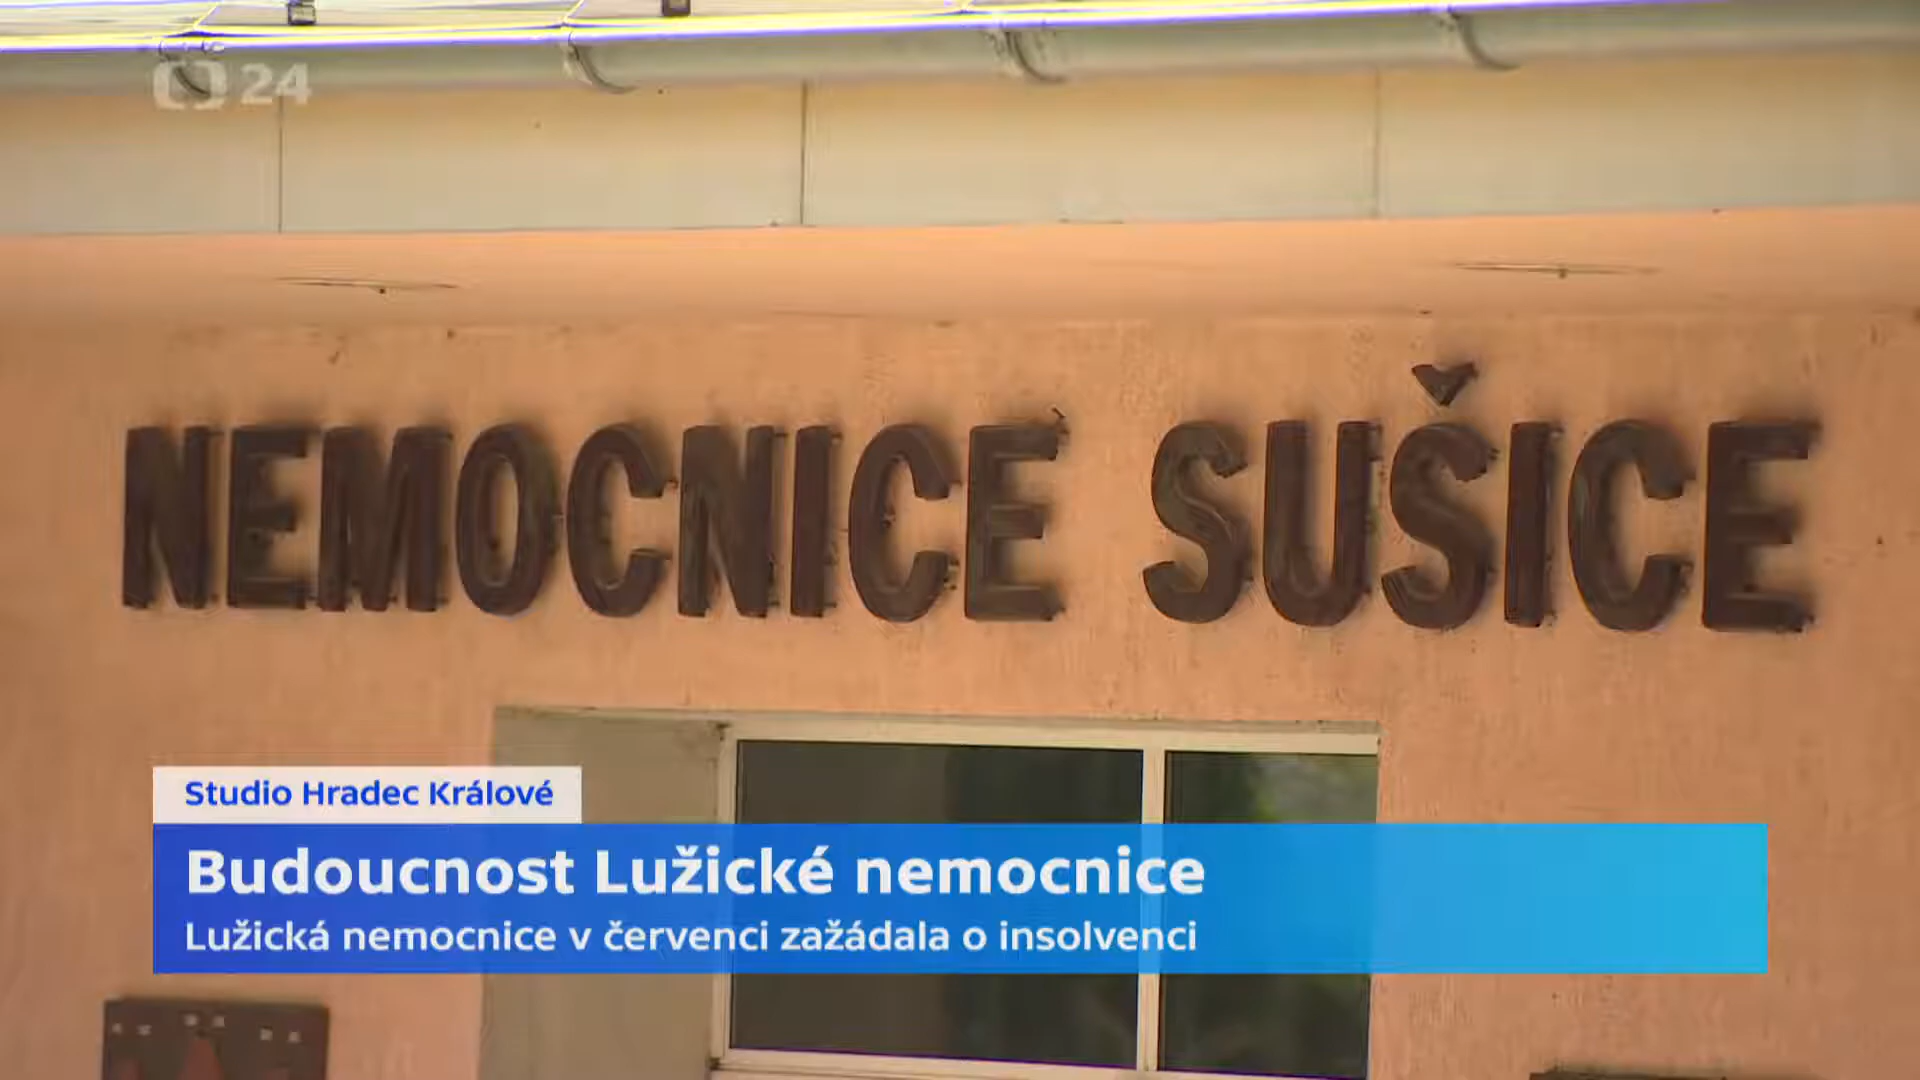 24
NEMOCNICE SUŠICE
Studio Hradec Králové
Budoucnost Lužické nemocnice
Lužická nemocnice v červenci zažádala o insolvenci